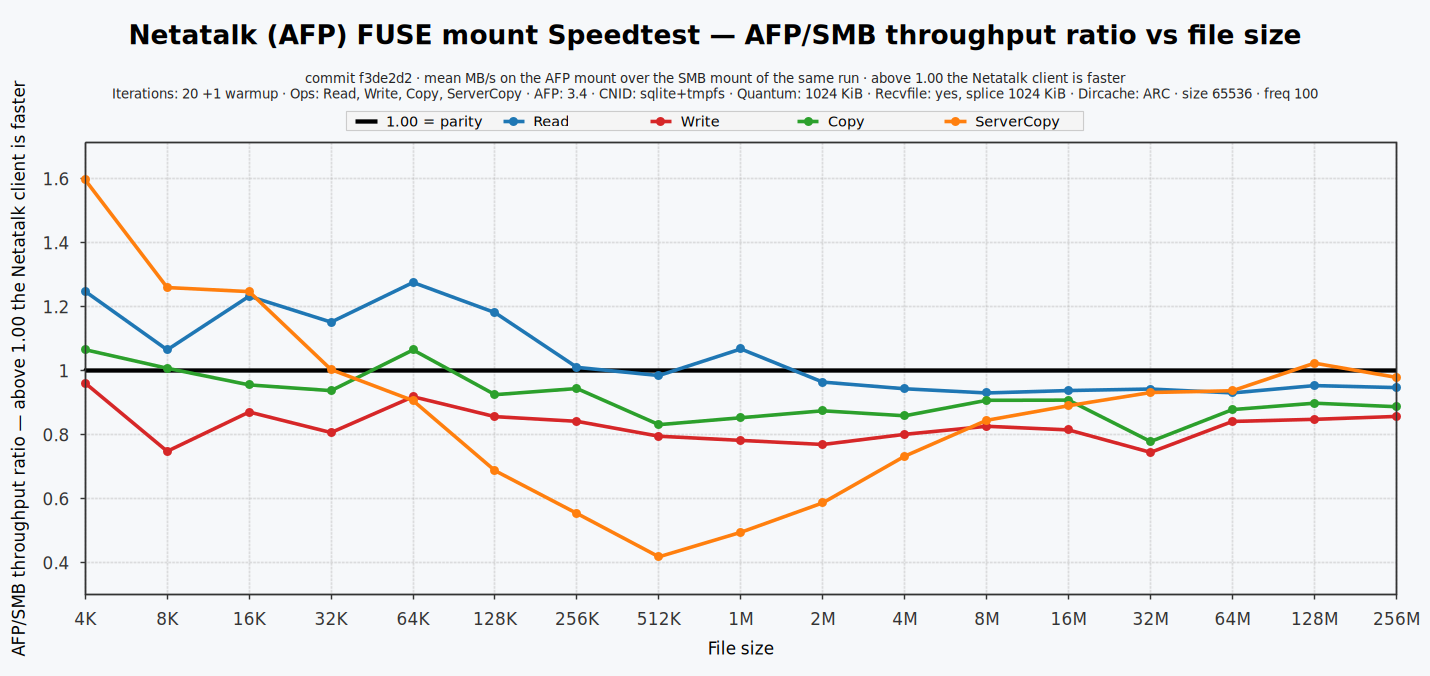 Netatalk (AFP) FUSE mount Speedtest — AFP/SMB throughput ratio vs file size
commit f3de2d2 · mean MB/s on the AFP mount over the SMB mount of the same run · above 1.00 the Netatalk client is faster
Iterations: 20 +1 warmup · Ops: Read, Write, Copy, ServerCopy · AFP: 3.4 · CNID: sqlite+tmpfs · Quantum: 1024 KiB · Recvfile: yes, splice 1024 KiB · Dircache: ARC · size 65536 · freq 100
1.00 = parity Read Write Copy ServerCopy
AFP/SMB throughput ratio — above 1.00 the Netatalk client is faster
1.6
1.4
1.2
1
0.8
0.6
0.4
4K 8K 16K 32K 64K 128K 256K 512K 1M 2M 4M 8M 16M 32M 64M 128M 256M
File size